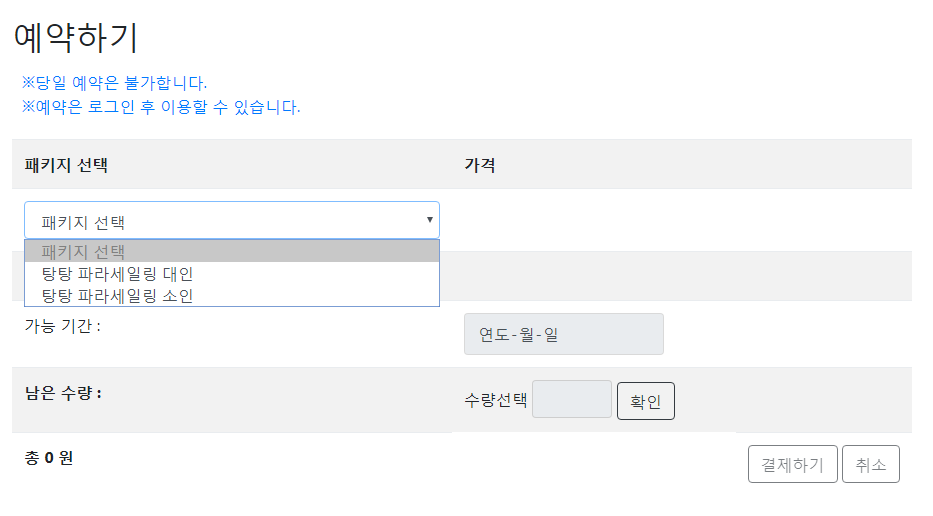 예약하기
※당일 예약은 불가합니다.
※예약은 로그인 후 이용할 수 있습니다.
패키지 선택 가격
패키지 선택
패키지 선택
탕탕 파라세일링 대인
탕탕 파라세일링 소인
가능 기간 : 연도-월-일
남은 수량 : 수량선택 확인
총 0 원 결제하기 취소